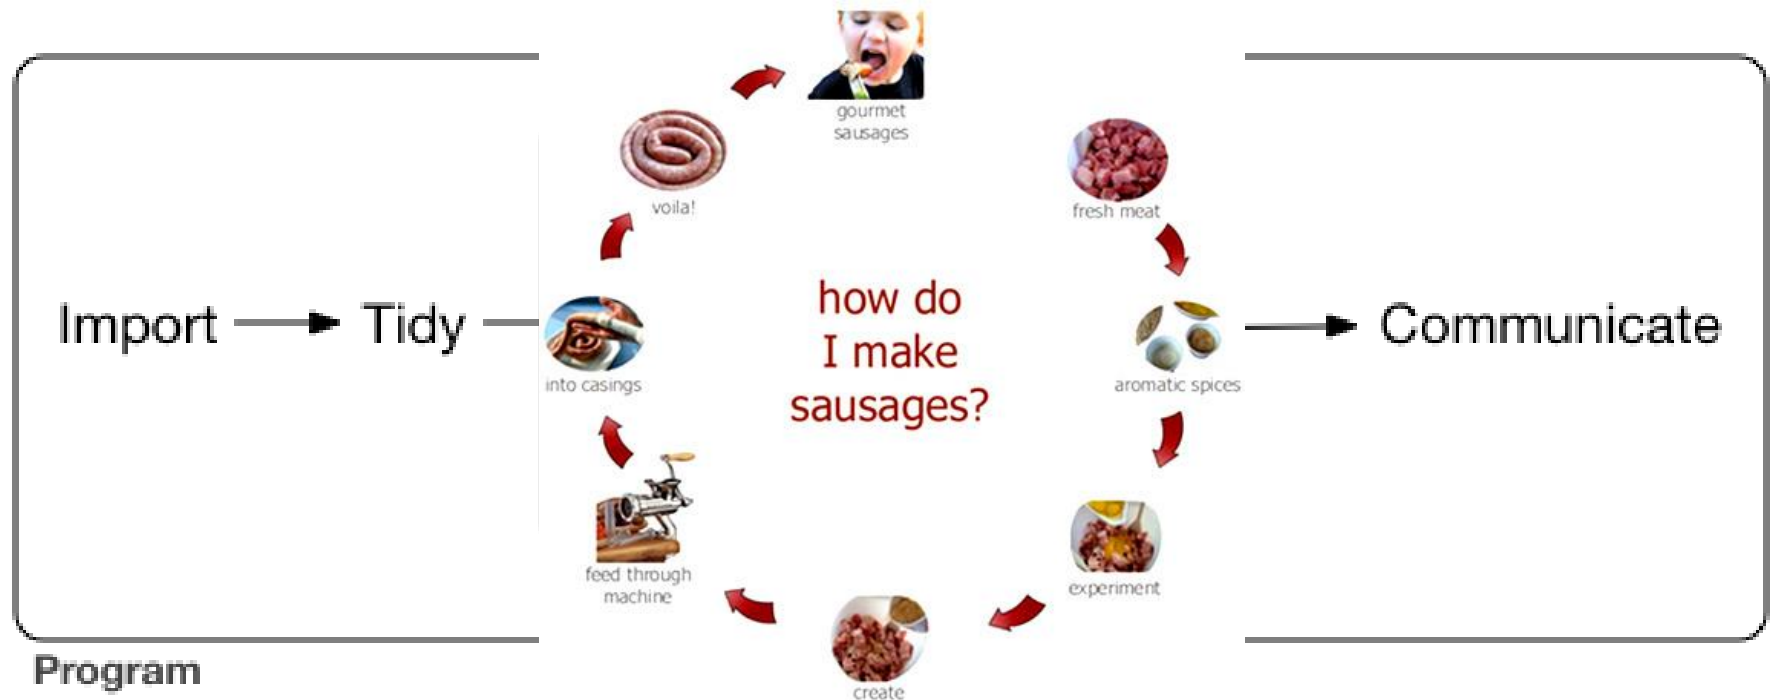 gourmet
sausages
fresh meat
aromatic spices
experiment
create
feed through
machine
into casings
voila!
how do
I make
sausages?
Import
Tidy
Communicate
Program